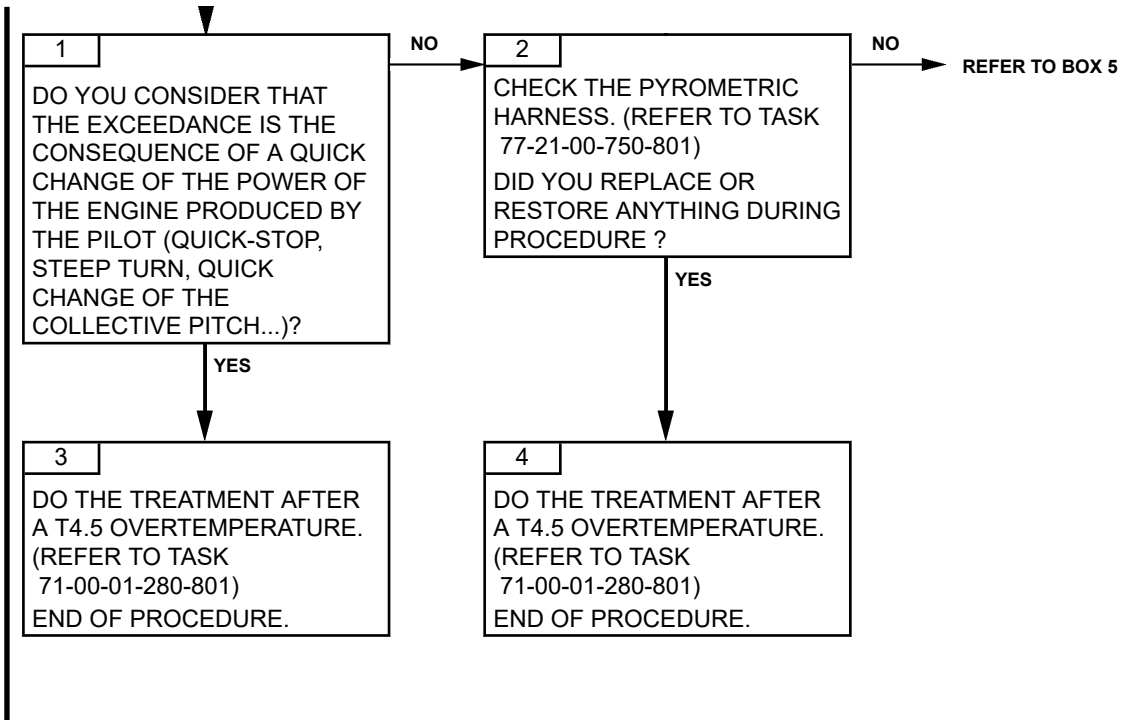 1
DO YOU CONSIDER THAT
THE EXCEEDANCE IS THE
CONSEQUENCE OF A QUICK
CHANGE OF THE POWER OF
THE ENGINE PRODUCED BY
THE PILOT (QUICK-STOP,
STEEP TURN, QUICK
CHANGE OF THE
COLLECTIVE PITCH...)?
NO
2
CHECK THE PYROMETRIC
HARNESS. (REFER TO TASK
77-21-00-750-801)
DID YOU REPLACE OR
RESTORE ANYTHING DURING
PROCEDURE ?
NO
REFER TO BOX 5
YES
YES
3
DO THE TREATMENT AFTER
A T4.5 OVERTEMPERATURE.
(REFER TO TASK
71-00-01-280-801)
END OF PROCEDURE.
4
DO THE TREATMENT AFTER
A T4.5 OVERTEMPERATURE.
(REFER TO TASK
71-00-01-280-801)
END OF PROCEDURE.